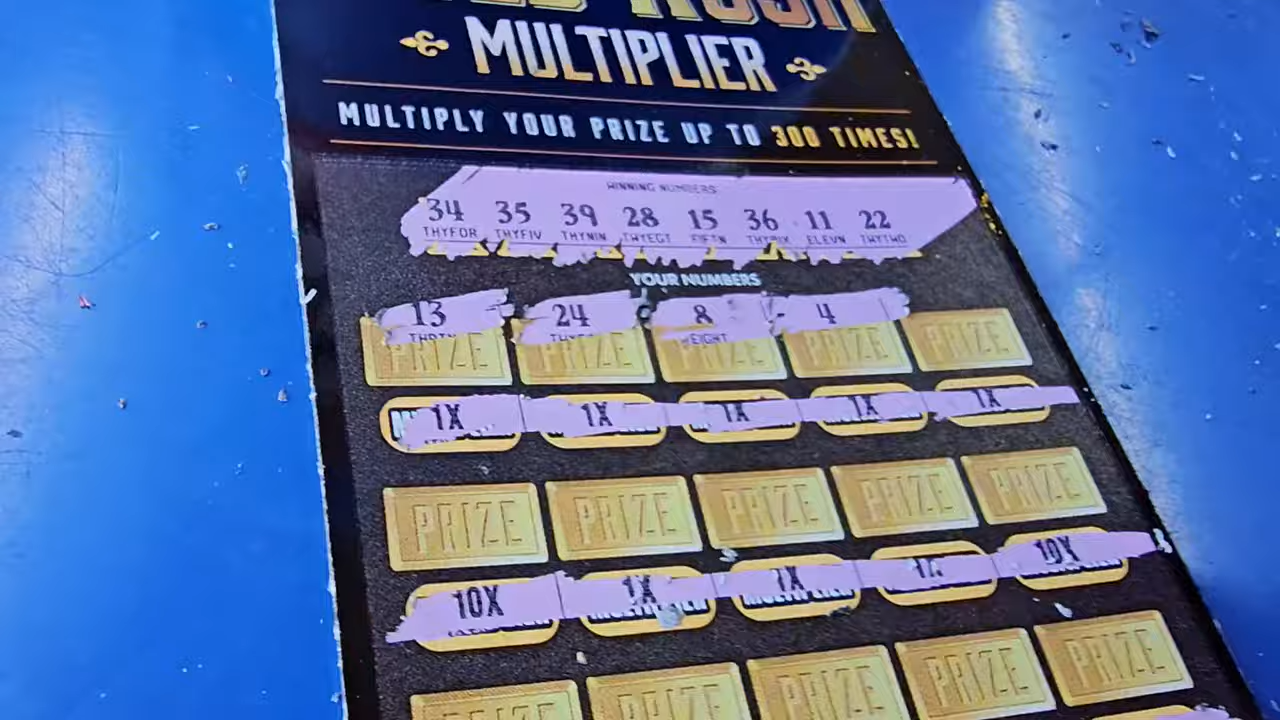 RUSH
MULTIPLIER
MULTIPLY YOUR PRIZE UP TO 300 TIMES!
WINNING NUMBERS
34 35 39 28 15 36 11 22
THYFOR THYFIV THYNIN TWYEGT FIFTN THYSIX ELEVN TWYTWO
YOUR NUMBERS
13 24 8 4
EIGHT
PRIZE PRIZE PRIZE PRIZE PRIZE
1X 1X 1X 1X 1X
PRIZE PRIZE PRIZE PRIZE PRIZE
10X 1X 1X 1X 10X
MULTIPLIER MULTIPLIER
PRIZE PRIZE PRIZE PRIZE PRIZE